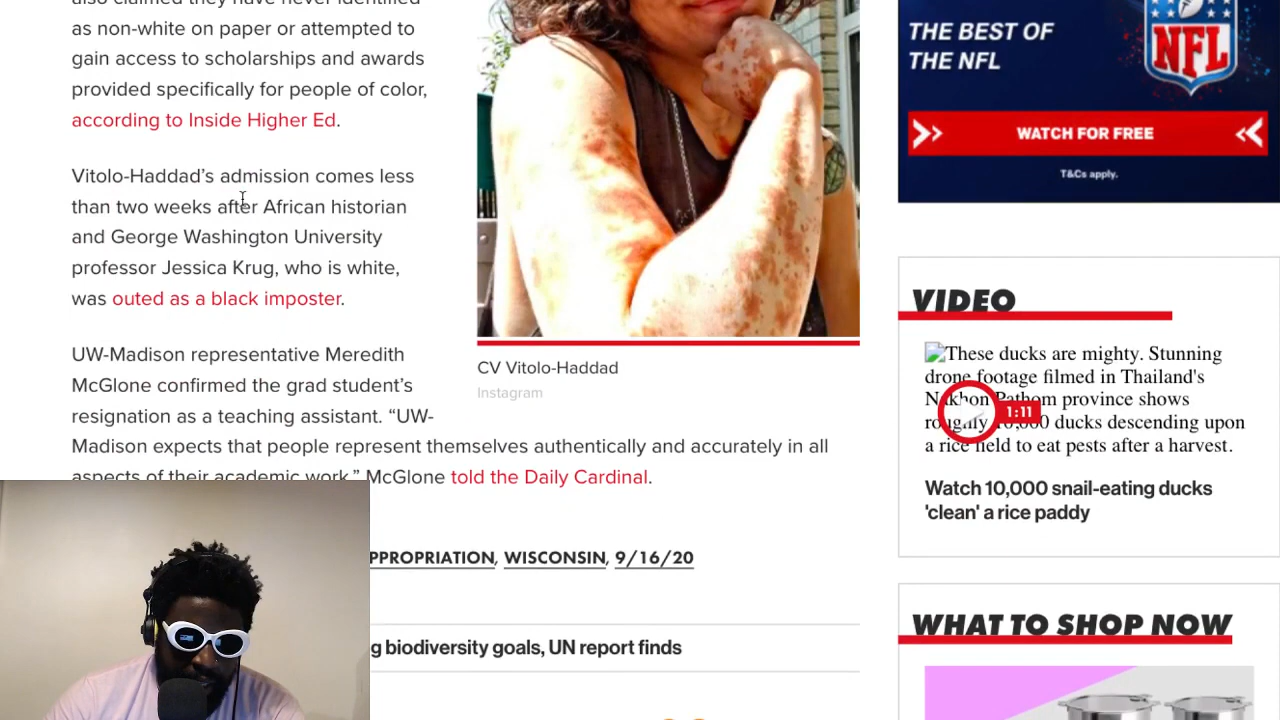 also claimed they have never identified
as non-white on paper or attempted to
gain access to scholarships and awards
provided specifically for people of color,
according to Inside Higher Ed.
Vitolo-Haddad’s admission comes less
than two weeks after African historian
and George Washington University
professor Jessica Krug, who is white,
was outed as a black imposter.
UW-Madison representative Meredith
McGlone confirmed the grad student’s
resignation as a teaching assistant. “UW-
Madison expects that people represent themselves authentically and accurately in all
aspects of their academic work,” McGlone told the Daily Cardinal.
CV Vitolo-Haddad
Instagram
PPROPRIATION, WISCONSIN, 9/16/20
g biodiversity goals, UN report finds
THE BEST OF
THE NFL
NFL
WATCH FOR FREE
T&Cs apply.
VIDEO
These ducks are mighty. Stunning
drone footage filmed in Thailand's
Nakhon Pathom province shows
roughly 10,000 ducks descending upon
a rice field to eat pests after a harvest.
1:11
Watch 10,000 snail-eating ducks
'clean' a rice paddy
WHAT TO SHOP NOW